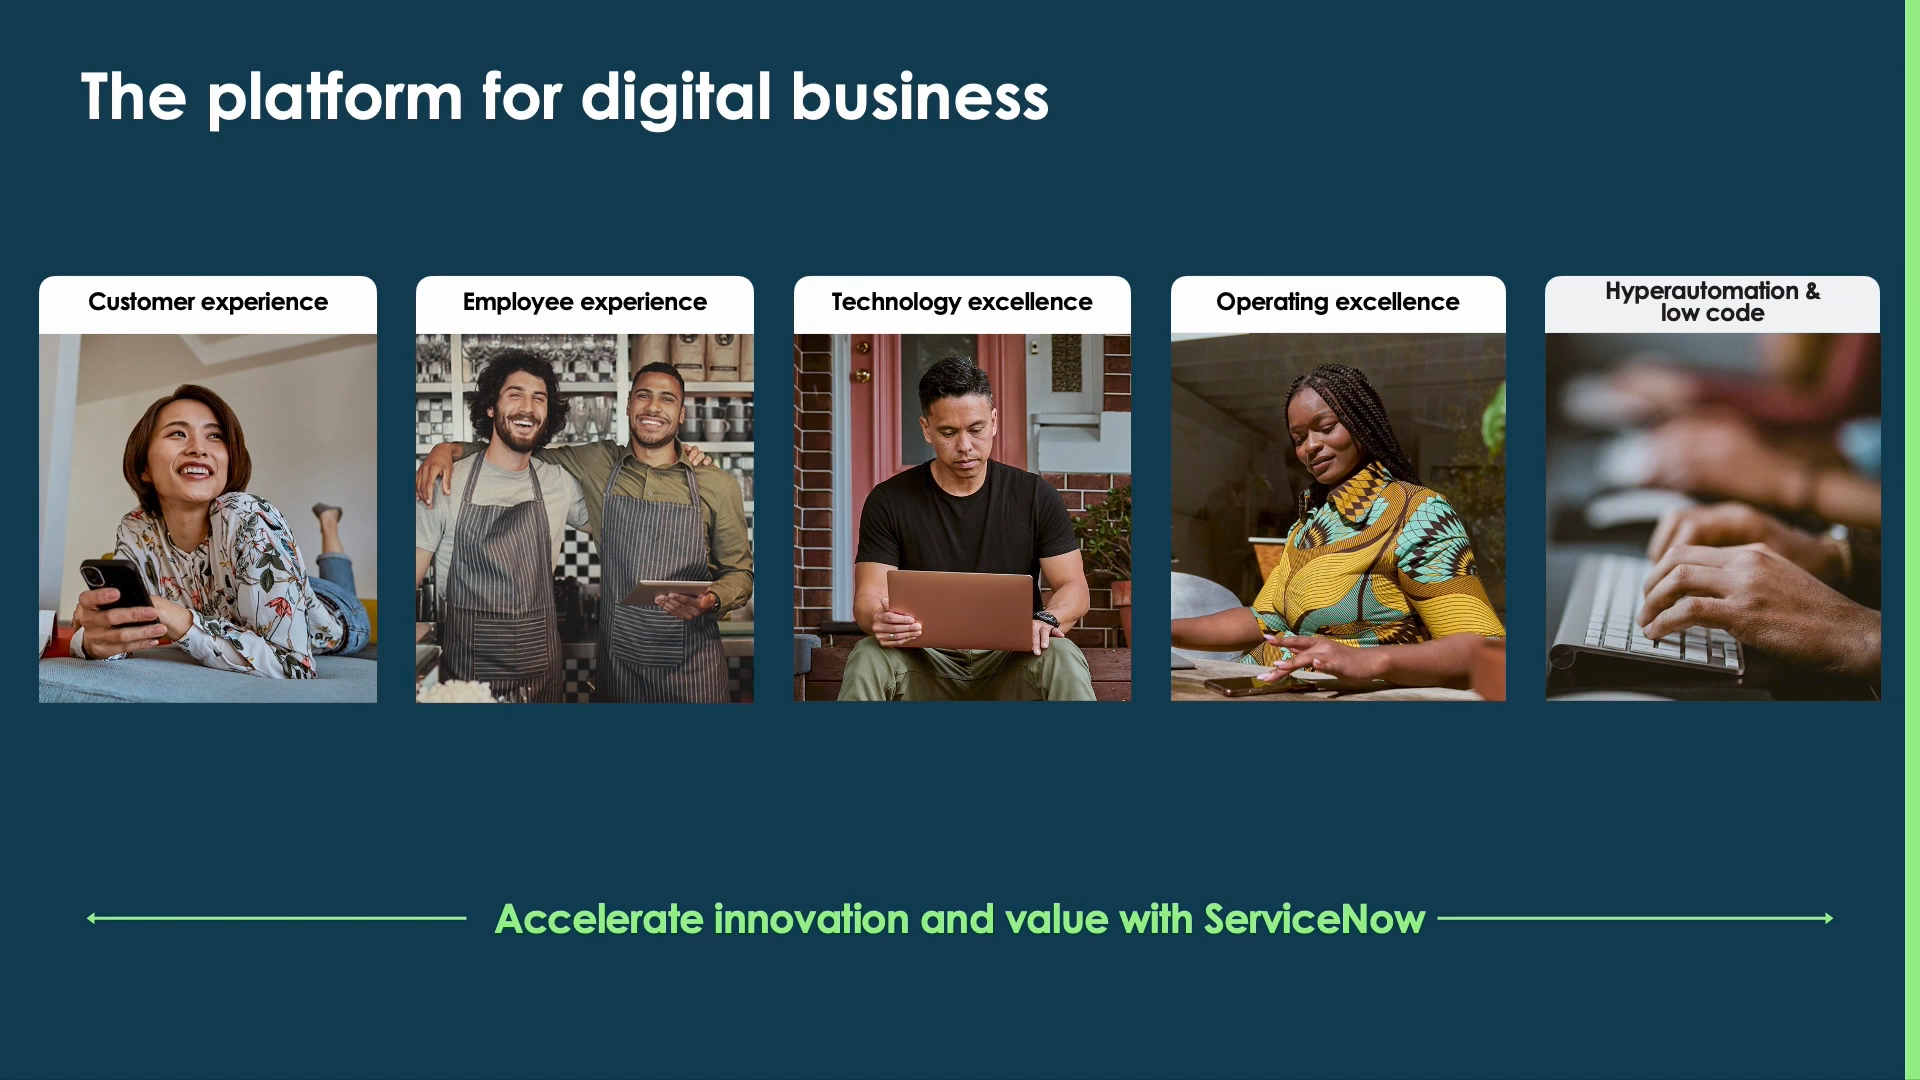 The platform for digital business
Customer experience
Employee experience
Technology excellence
Operating excellence
Hyperautomation &
low code
Accelerate innovation and value with ServiceNow